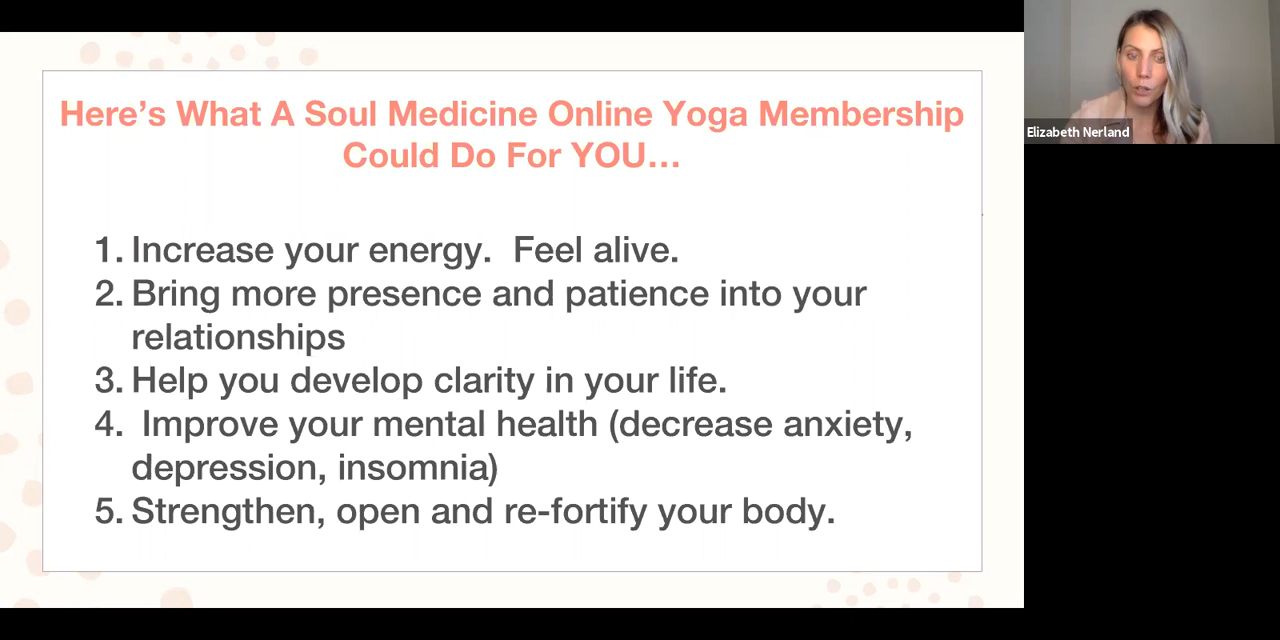 Here’s What A Soul Medicine Online Yoga Membership
Could Do For YOU…
1. Increase your energy.  Feel alive.
2. Bring more presence and patience into your
relationships
3. Help you develop clarity in your life.
4.  Improve your mental health (decrease anxiety,
depression, insomnia)
5. Strengthen, open and re-fortify your body.
Elizabeth Nerland